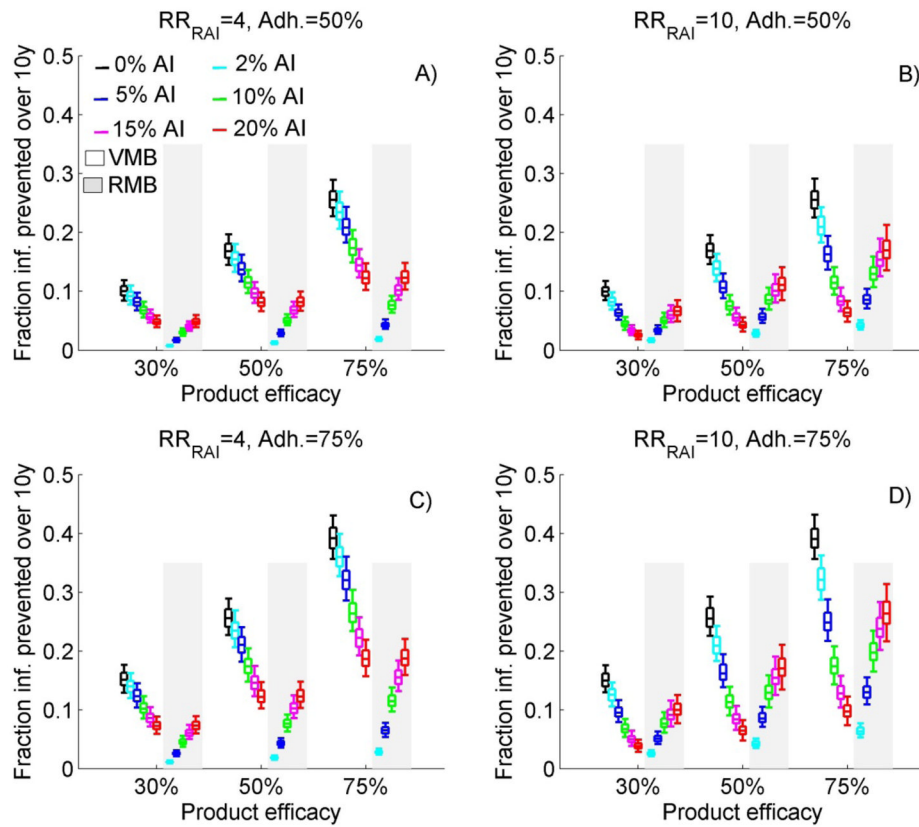 RR_RAI=4, Adh.=50%
A)
0% AI
2% AI
5% AI
10% AI
15% AI
20% AI
VMB
RMB
Fraction inf. prevented over 10y
0.5
0.4
0.3
0.2
0.1
0
30%
50%
75%
Product efficacy
RR_RAI=10, Adh.=50%
B)
Fraction inf. prevented over 10y
0.5
0.4
0.3
0.2
0.1
0
30%
50%
75%
Product efficacy
RR_RAI=4, Adh.=75%
C)
Fraction inf. prevented over 10y
0.5
0.4
0.3
0.2
0.1
0
30%
50%
75%
Product efficacy
RR_RAI=10, Adh.=75%
D)
Fraction inf. prevented over 10y
0.5
0.4
0.3
0.2
0.1
0
30%
50%
75%
Product efficacy